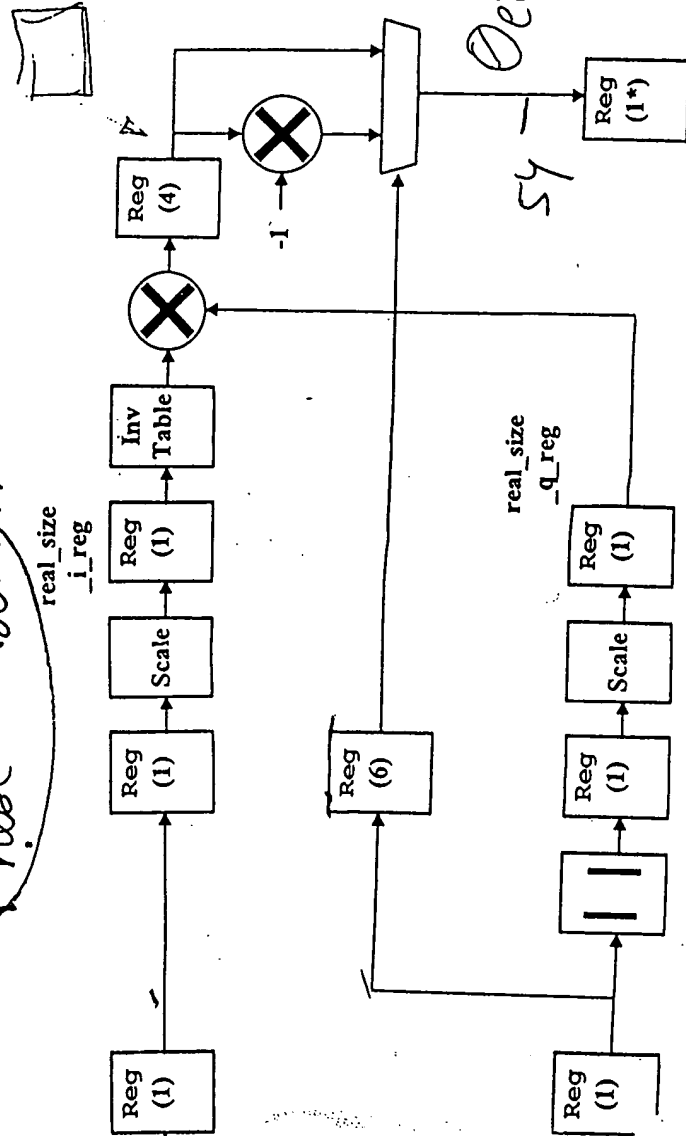 real_size
_i_reg
Reg
(1)
Reg
(1)
Scale
Reg
(1)
Inv
Table
Reg
(4)
-1
Reg
(6)
Reg
(1)
Reg
(1)
Scale
Reg
(1)
real_size
_q_reg
54
Reg
(1*)